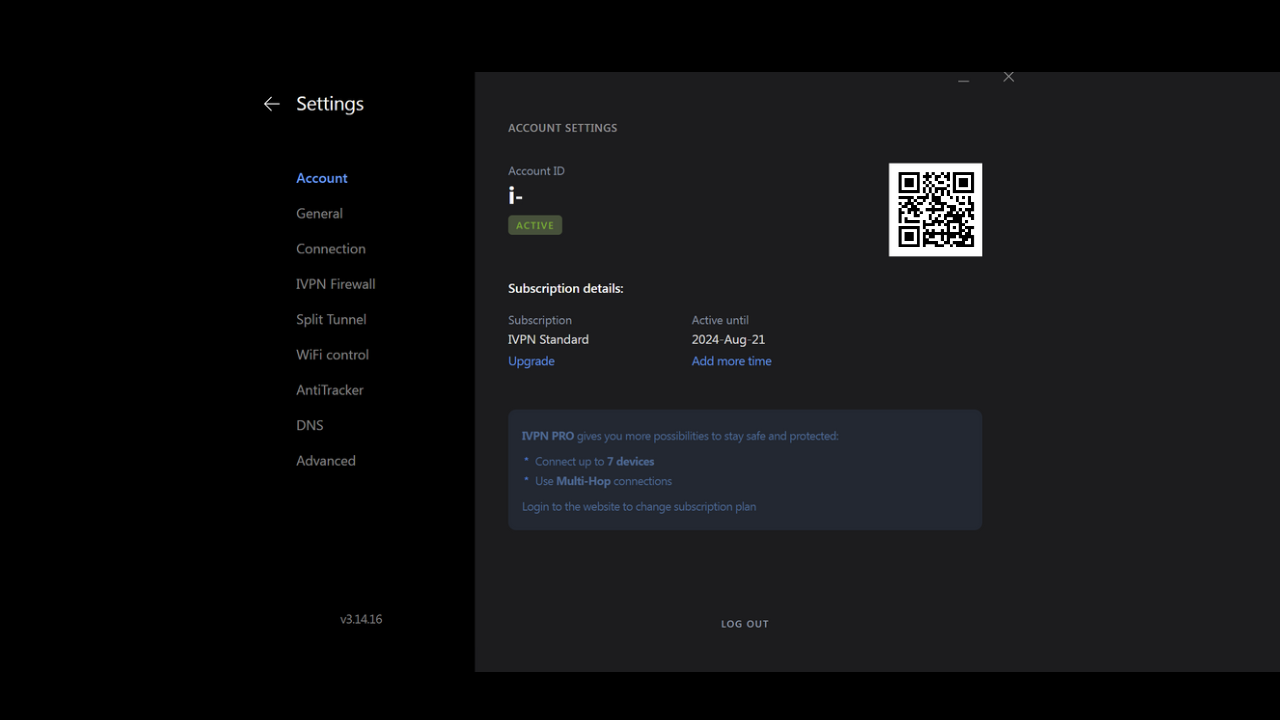 Settings
Account
General
Connection
IVPN Firewall
Split Tunnel
WiFi control
AntiTracker
DNS
Advanced
v3.14.16
ACCOUNT SETTINGS
Account ID
i-
ACTIVE
Subscription details:
Subscription
IVPN Standard
Upgrade
Active until
2024-Aug-21
Add more time
IVPN PRO gives you more possibilities to stay safe and protected:
• Connect up to 7 devices
• Use Multi-Hop connections
Login to the website to change subscription plan
LOG OUT